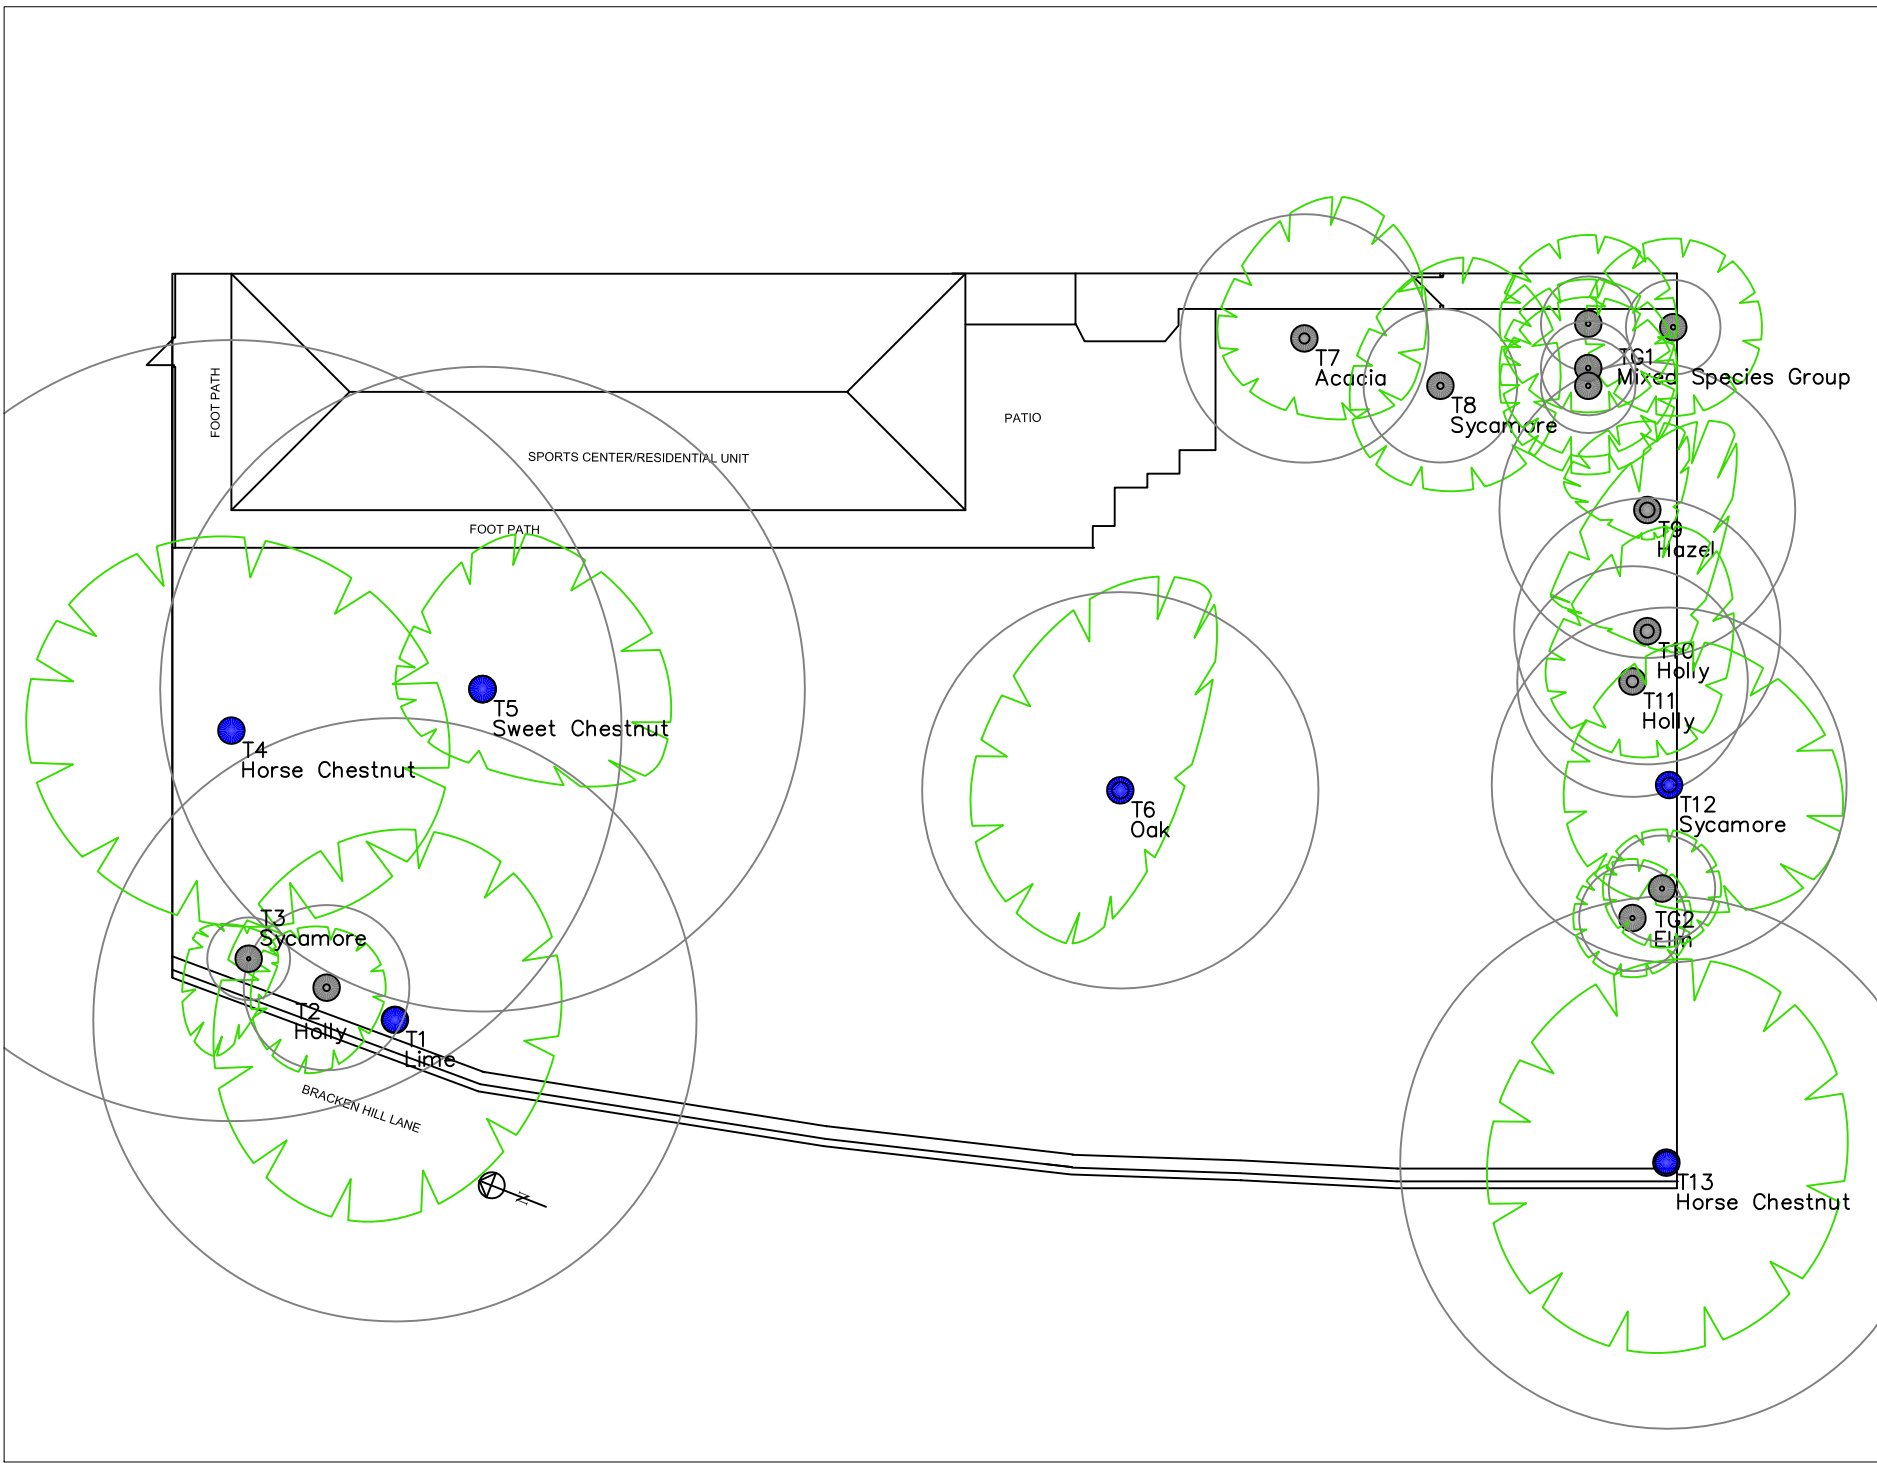 T7
Acacia
TG1
Mixed Species Group
T8
Sycamore
FOOT PATH
PATIO
SPORTS CENTER/RESIDENTIAL UNIT
FOOT PATH
T9
Hazel
T10
Holly
T11
Holly
T5
Sweet Chestnut
T4
Horse Chestnut
T6
Oak
T12
Sycamore
T3
Sycamore
TG2
Elm
T2
Holly
T1
Lime
BRACKEN HILL LANE
T13
Horse Chestnut
N